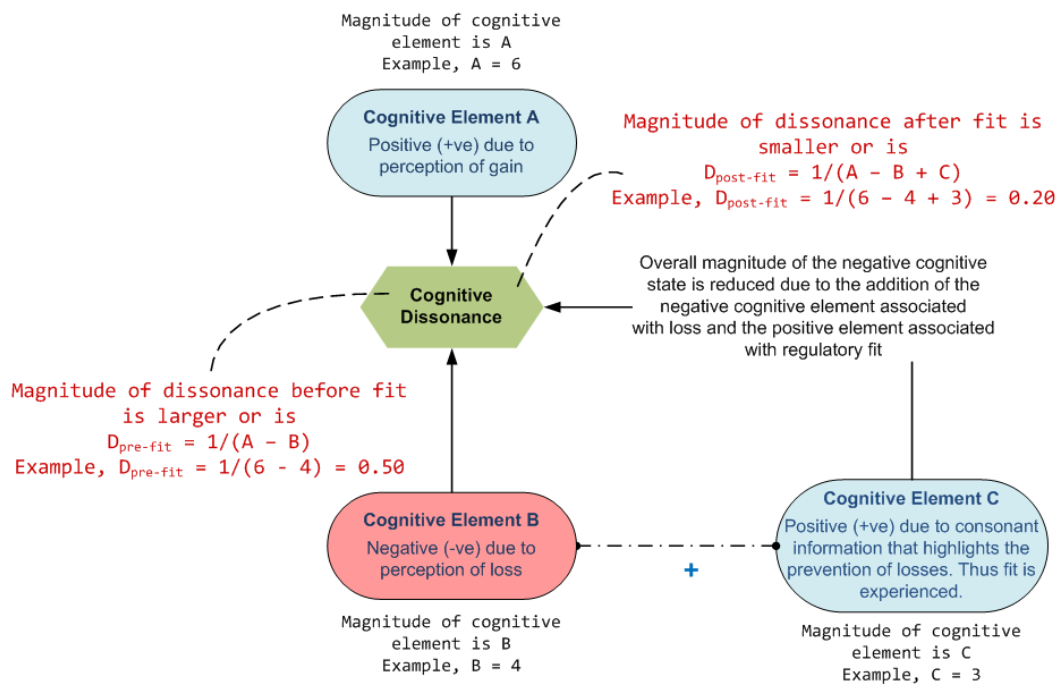 Magnitude of cognitive
element is A
Example, A = 6
Cognitive Element A
Positive (+ve) due to
perception of gain
Magnitude of dissonance after fit is
smaller or is
Dpost-fit = 1/(A – B + C)
Example, Dpost-fit = 1/(6 – 4 + 3) = 0.20
Cognitive
Dissonance
Overall magnitude of the negative cognitive
state is reduced due to the addition of the
negative cognitive element associated
with loss and the positive element associated
with regulatory fit
Magnitude of dissonance before fit
is larger or is
Dpre-fit = 1/(A – B)
Example, Dpre-fit = 1/(6 - 4) = 0.50
Cognitive Element B
Negative (-ve) due to
perception of loss
+
Cognitive Element C
Positive (+ve) due to consonant
information that highlights the
prevention of losses. Thus fit is
experienced.
Magnitude of cognitive
element is B
Example, B = 4
Magnitude of cognitive
element is C
Example, C = 3